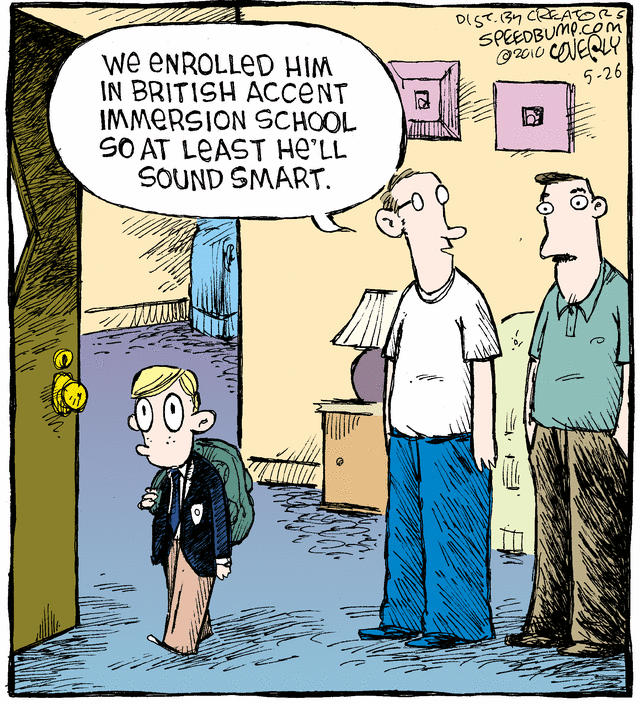 DIST. BY CREATORS
SPEEDBUMP.COM
©2010 COVERLY
5-26
WE ENROLLED HIM
IN BRITISH ACCENT
IMMERSION SCHOOL
SO AT LEAST HE'LL
SOUND SMART.